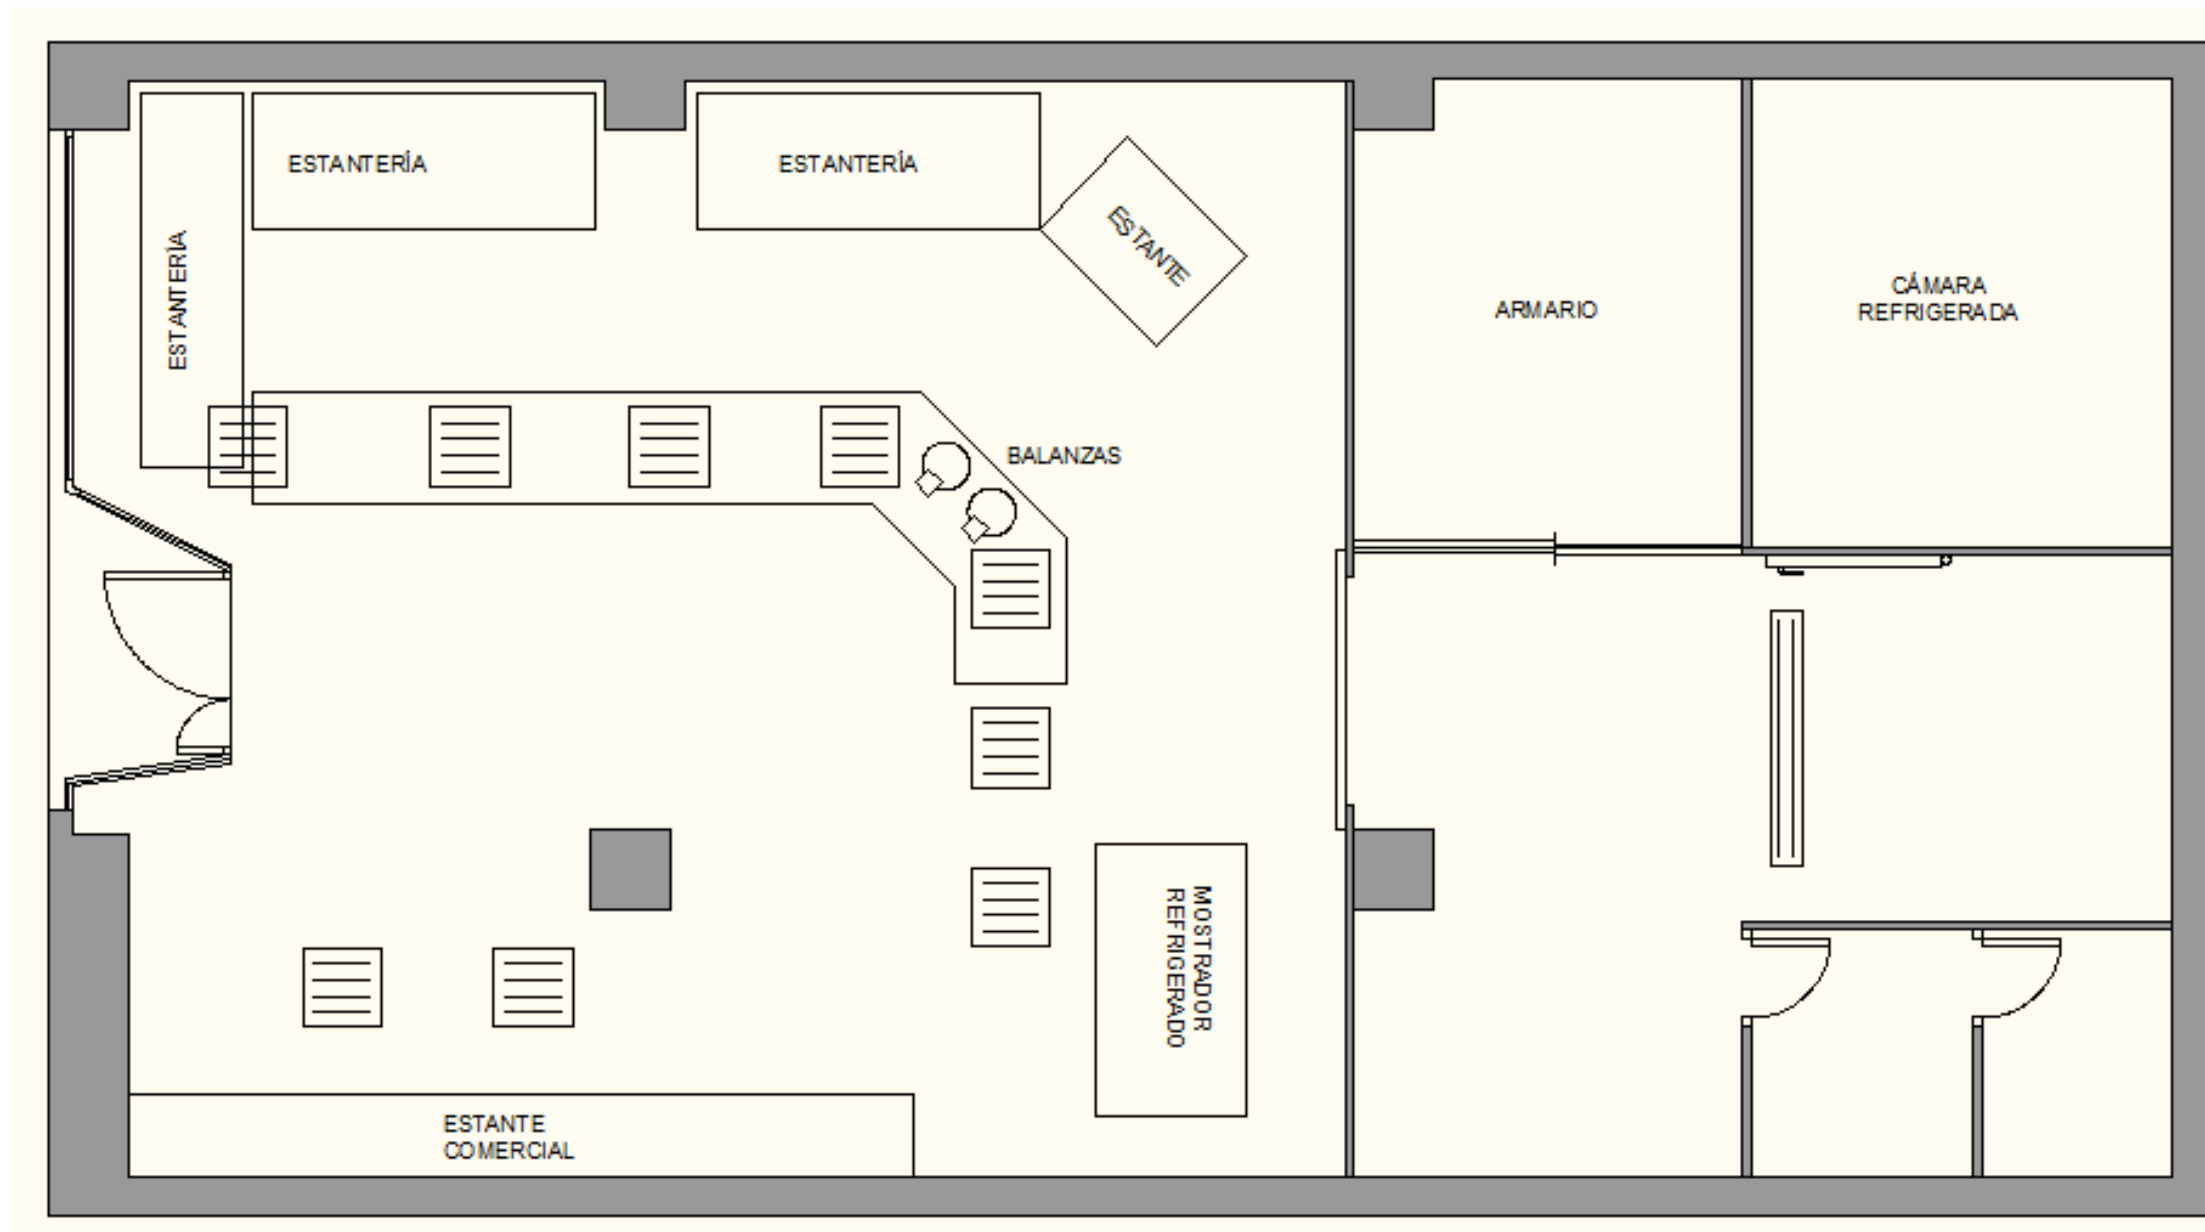 ESTANTERÍA
ESTANTERÍA
ESTANTE
ESTANTERÍA
ARMARIO
CÁMARA
REFRIGERADA
BALANZAS
MOSTRADOR
REFRIGERADO
ESTANTE
COMERCIAL